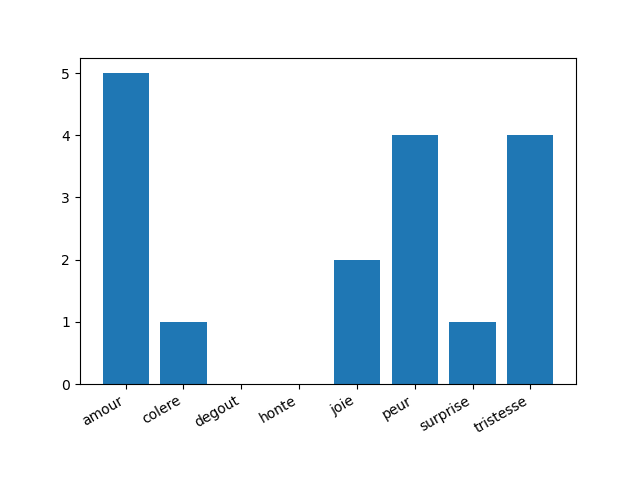 5
4
3
2
1
0
amour
colere
degout
honte
joie
peur
surprise
tristesse